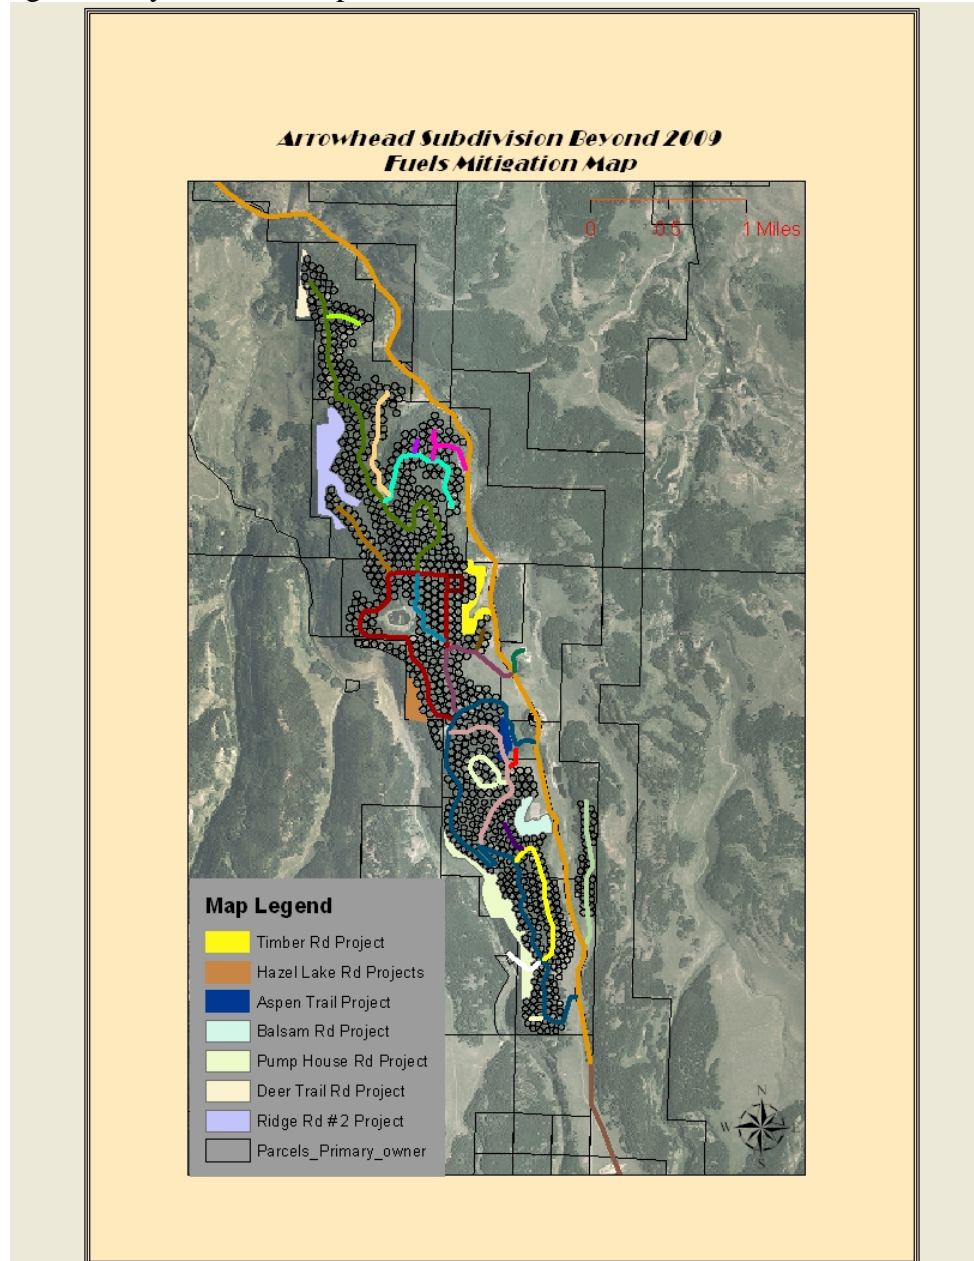 Arrowhead Subdivision Beyond 2009
Fuels Mitigation Map
0 0.5 1 Miles
Map Legend
Timber Rd Project
Hazel Lake Rd Projects
Aspen Trail Project
Balsam Rd Project
Pump House Rd Project
Deer Trail Rd Project
Ridge Rd #2 Project
Parcels_Primary_owner
N
W E
S